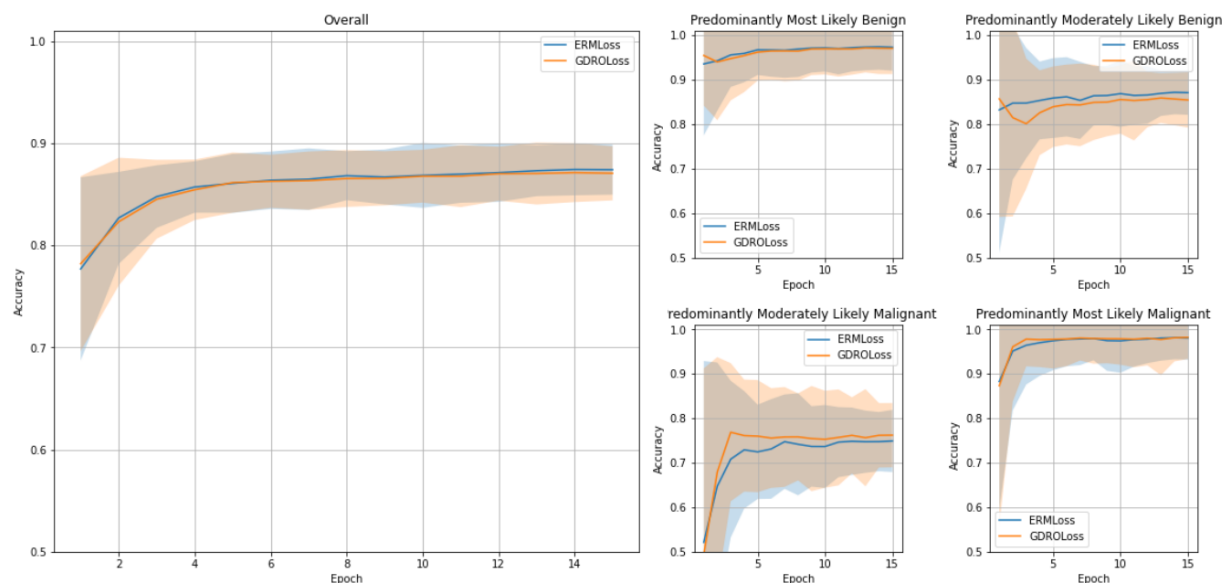 Overall
Accuracy
1.0
0.9
0.8
0.7
0.6
0.5
ERMLoss
GDROLoss
2 4 6 8 10 12 14
Epoch
Predominantly Most Likely Benign
Accuracy
1.0
0.9
0.8
0.7
0.6
0.5
ERMLoss
GDROLoss
5 10 15
Epoch
Predominantly Moderately Likely Benign
Accuracy
1.0
0.9
0.8
0.7
0.6
0.5
ERMLoss
GDROLoss
5 10 15
Epoch
redominantly Moderately Likely Malignant
Accuracy
1.0
0.9
0.8
0.7
0.6
0.5
ERMLoss
GDROLoss
5 10 15
Epoch
Predominantly Most Likely Malignant
Accuracy
1.0
0.9
0.8
0.7
0.6
0.5
ERMLoss
GDROLoss
5 10 15
Epoch